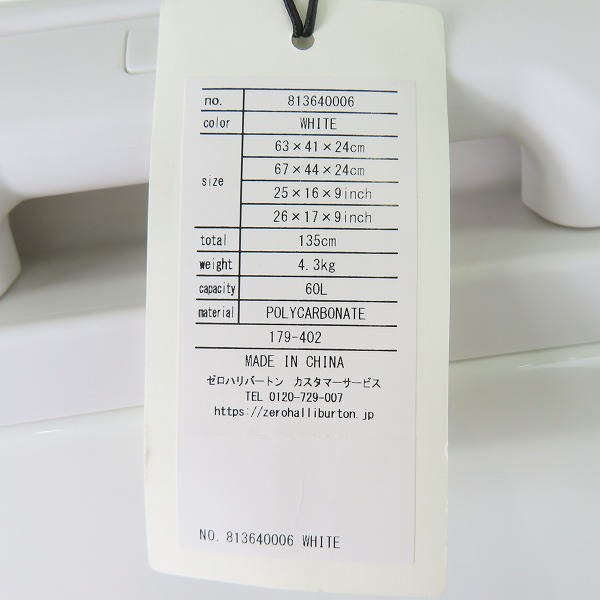 no. 813640006
color WHITE
size 63×41×24cm
67×44×24cm
25×16×9inch
26×17×9inch
total 135cm
weight 4.3kg
capacity 60L
material POLYCARBONATE
179-402
MADE IN CHINA
ゼロハリバートン カスタマーサービス
TEL 0120-729-007
https://zerohalliburton.jp
NO. 813640006 WHITE